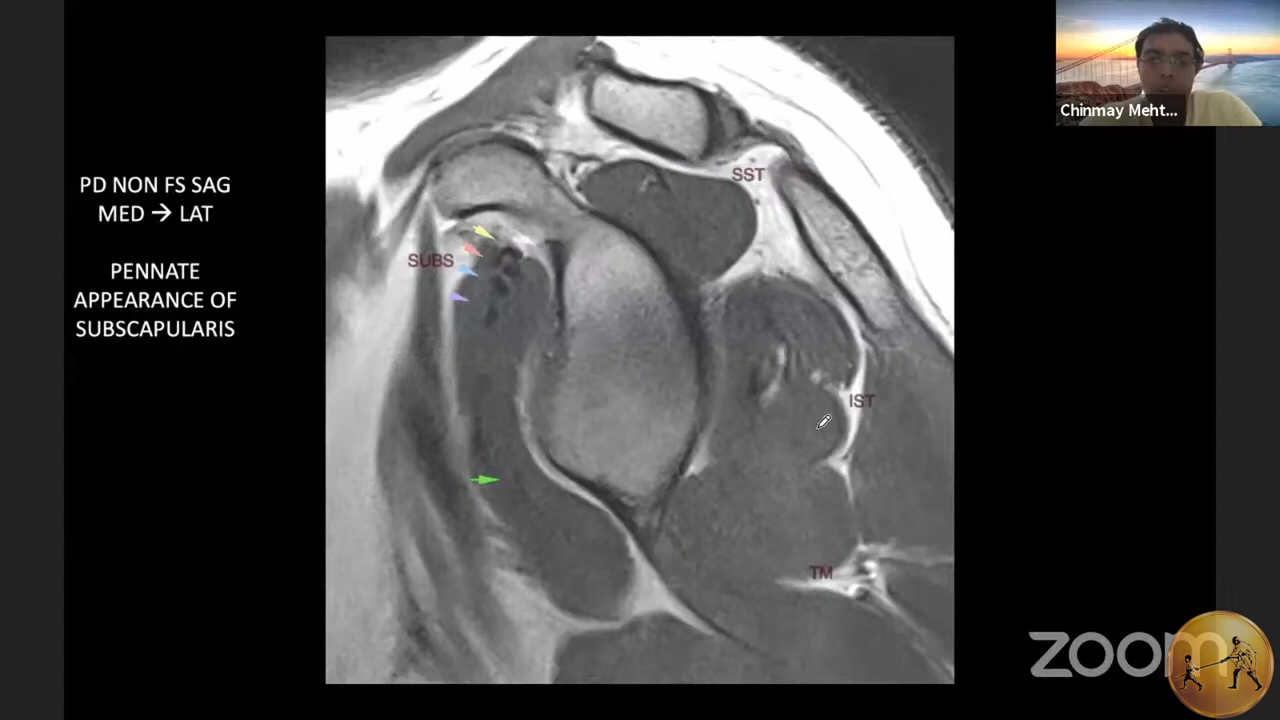 PD NON FS SAG
MED → LAT
PENNATE
APPEARANCE OF
SUBSCAPULARIS
SUBS
SST
IST
TM
Chinmay Meht...
zoom